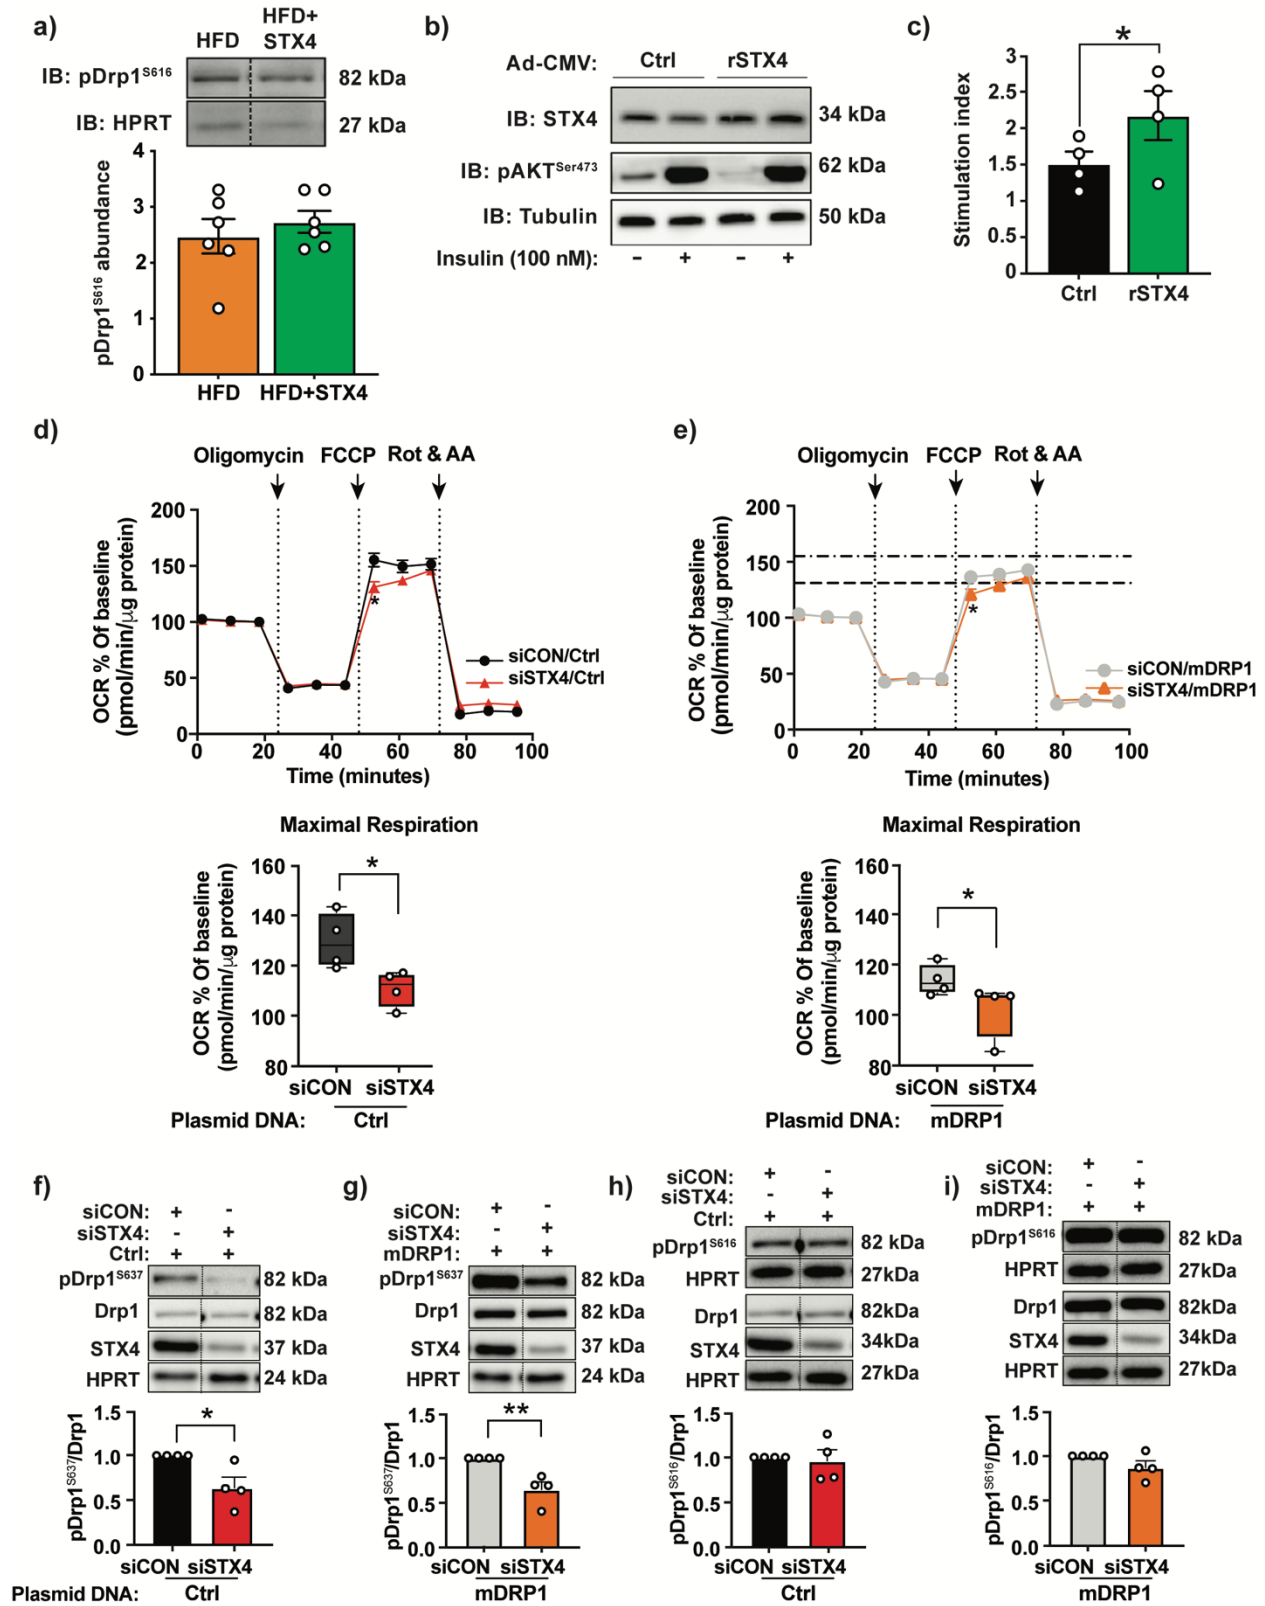 a)
HFD
HFD+
STX4
IB: pDrp1S616
82 kDa
IB: HPRT
27 kDa
pDrp1S616 abundance
4
3
2
1
0
HFD
HFD+STX4
b)
Ad-CMV:
Ctrl
rSTX4
IB: STX4
34 kDa
IB: pAKTSer473
62 kDa
IB: Tubulin
50 kDa
Insulin (100 nM):
- + - +
c)
*
Stimulation index
3
2.5
2
1.5
1
0.5
0
Ctrl
rSTX4
d)
Oligomycin
FCCP
Rot & AA
OCR % Of baseline
(pmol/min/µg protein)
200
150
100
50
0
*
siCON/Ctrl
siSTX4/Ctrl
0 20 40 60 80 100
Time (minutes)
Maximal Respiration
OCR % Of baseline
(pmol/min/µg protein)
160
140
120
100
80
*
siCON
siSTX4
Plasmid DNA:
Ctrl
e)
Oligomycin
FCCP
Rot & AA
OCR % Of baseline
(pmol/min/µg protein)
200
150
100
50
0
*
siCON/mDRP1
siSTX4/mDRP1
0 20 40 60 80 100
Time (minutes)
Maximal Respiration
OCR % Of baseline
(pmol/min/µg protein)
160
140
120
100
80
*
siCON
siSTX4
Plasmid DNA:
mDRP1
f)
siCON: + -
siSTX4: - +
Ctrl: + +
pDrp1S637
82 kDa
Drp1
82 kDa
STX4
37 kDa
HPRT
24 kDa
pDrp1S637/Drp1
1.5
1.0
0.5
0.0
*
siCON siSTX4
Plasmid DNA:
Ctrl
g)
siCON: + -
siSTX4: - +
mDRP1: + +
pDrp1S637
82 kDa
Drp1
82 kDa
STX4
37 kDa
HPRT
24 kDa
pDrp1S637/Drp1
1.5
1.0
0.5
0.0
**
siCON siSTX4
mDRP1
h)
siCON: + -
siSTX4: - +
Ctrl: + +
pDrp1S616
82 kDa
HPRT
27kDa
Drp1
82kDa
STX4
34kDa
HPRT
27kDa
pDrp1S616/Drp1
1.5
1.0
0.5
0.0
siCON siSTX4
Ctrl
i)
siCON: + -
siSTX4: - +
mDRP1: + +
pDrp1S616
82 kDa
HPRT
27kDa
Drp1
82kDa
STX4
34kDa
HPRT
27kDa
pDrp1S616/Drp1
1.5
1.0
0.5
0.0
siCON siSTX4
mDRP1